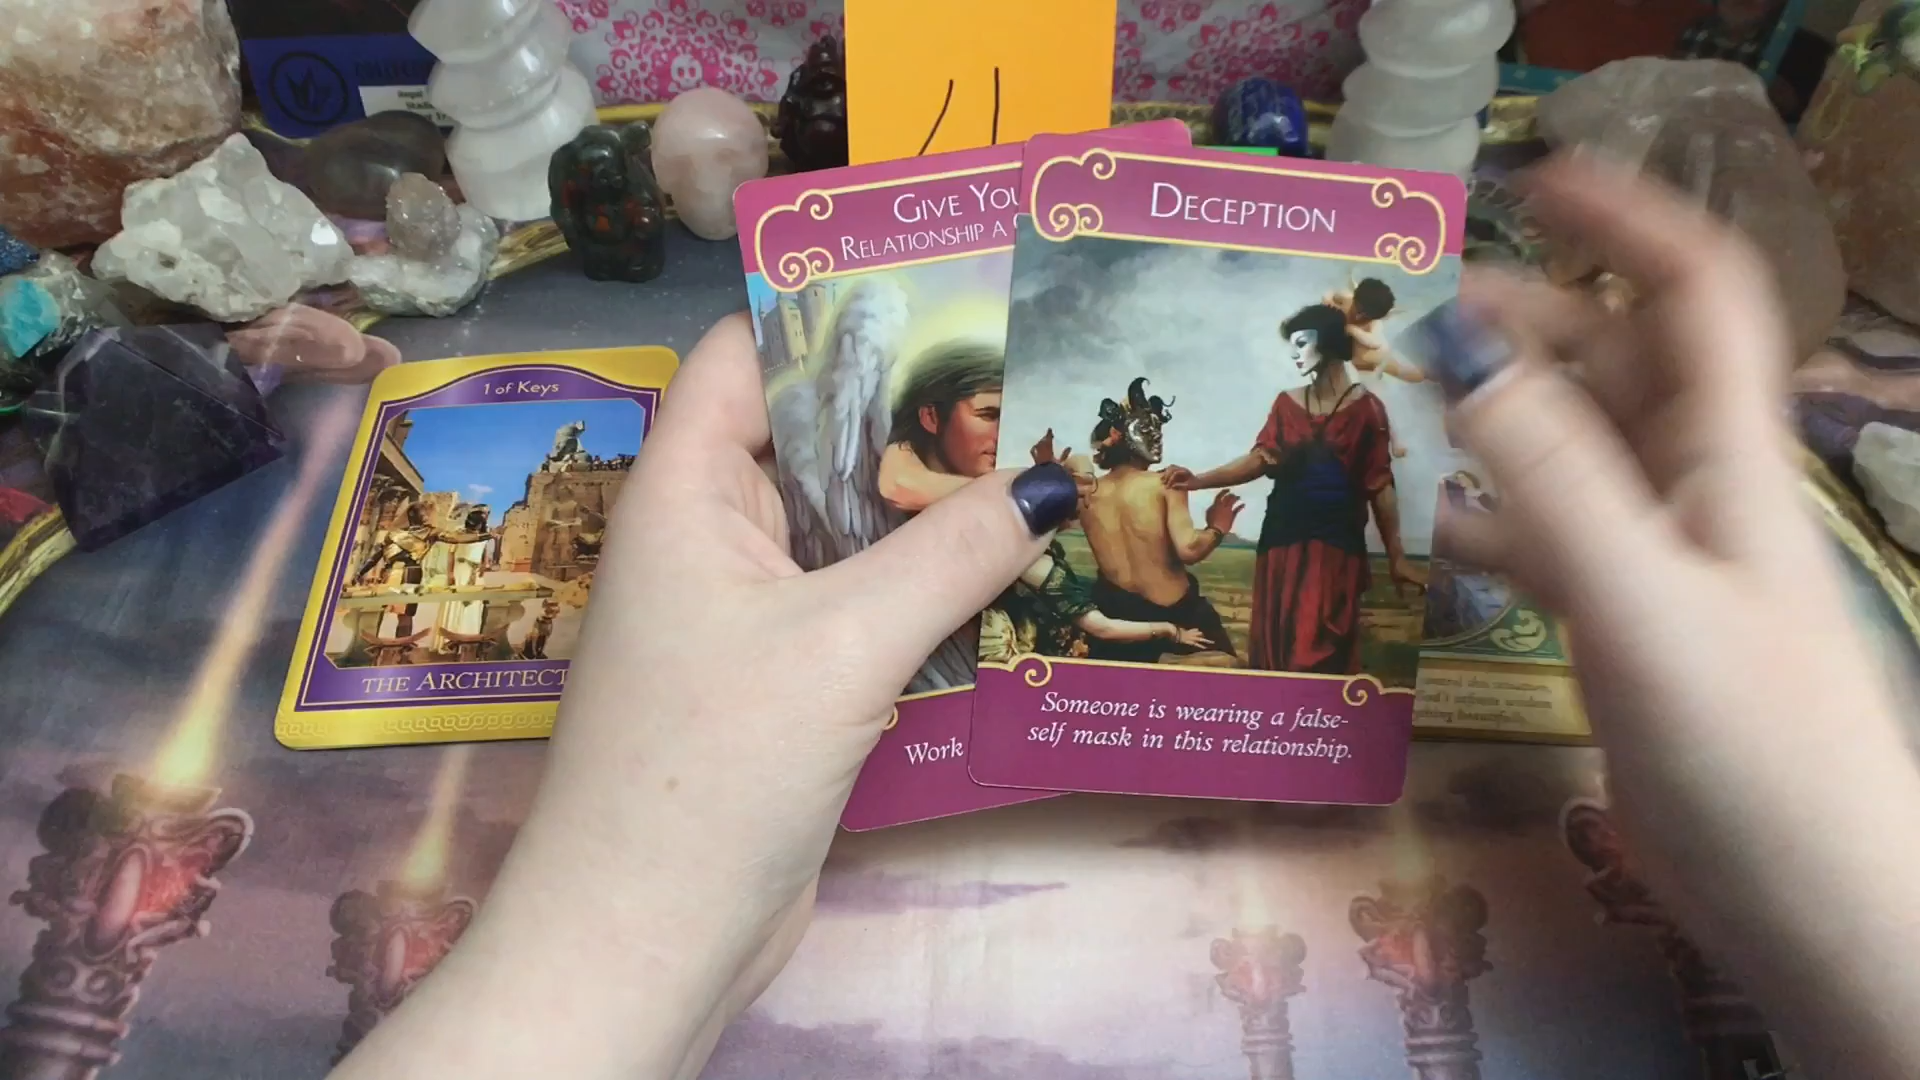 1 of Keys
THE ARCHITECT
GIVE YOU
RELATIONSHIP A
Work
DECEPTION
Someone is wearing a false-
self mask in this relationship.